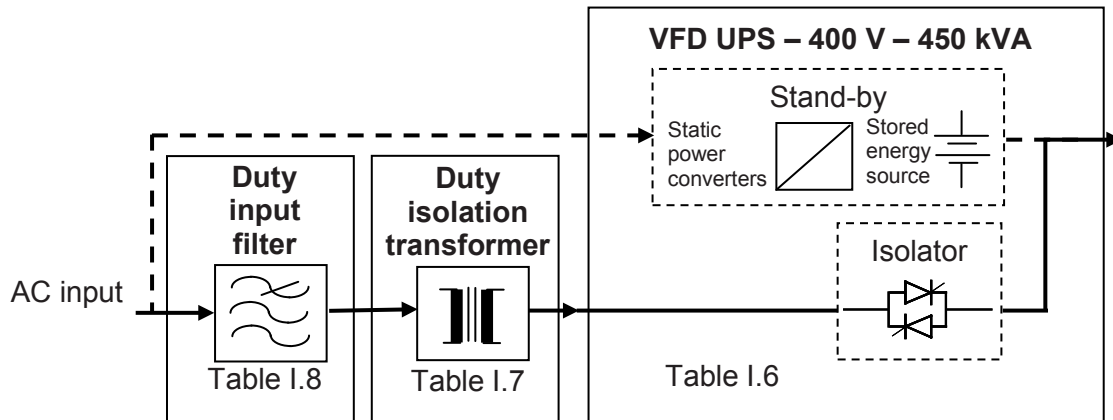 VFD UPS – 400 V – 450 kVA
Stand-by
Static
power
converters
Stored
energy
source
Duty
input
filter
Duty
isolation
transformer
Isolator
AC input
Table I.8
Table I.7
Table I.6